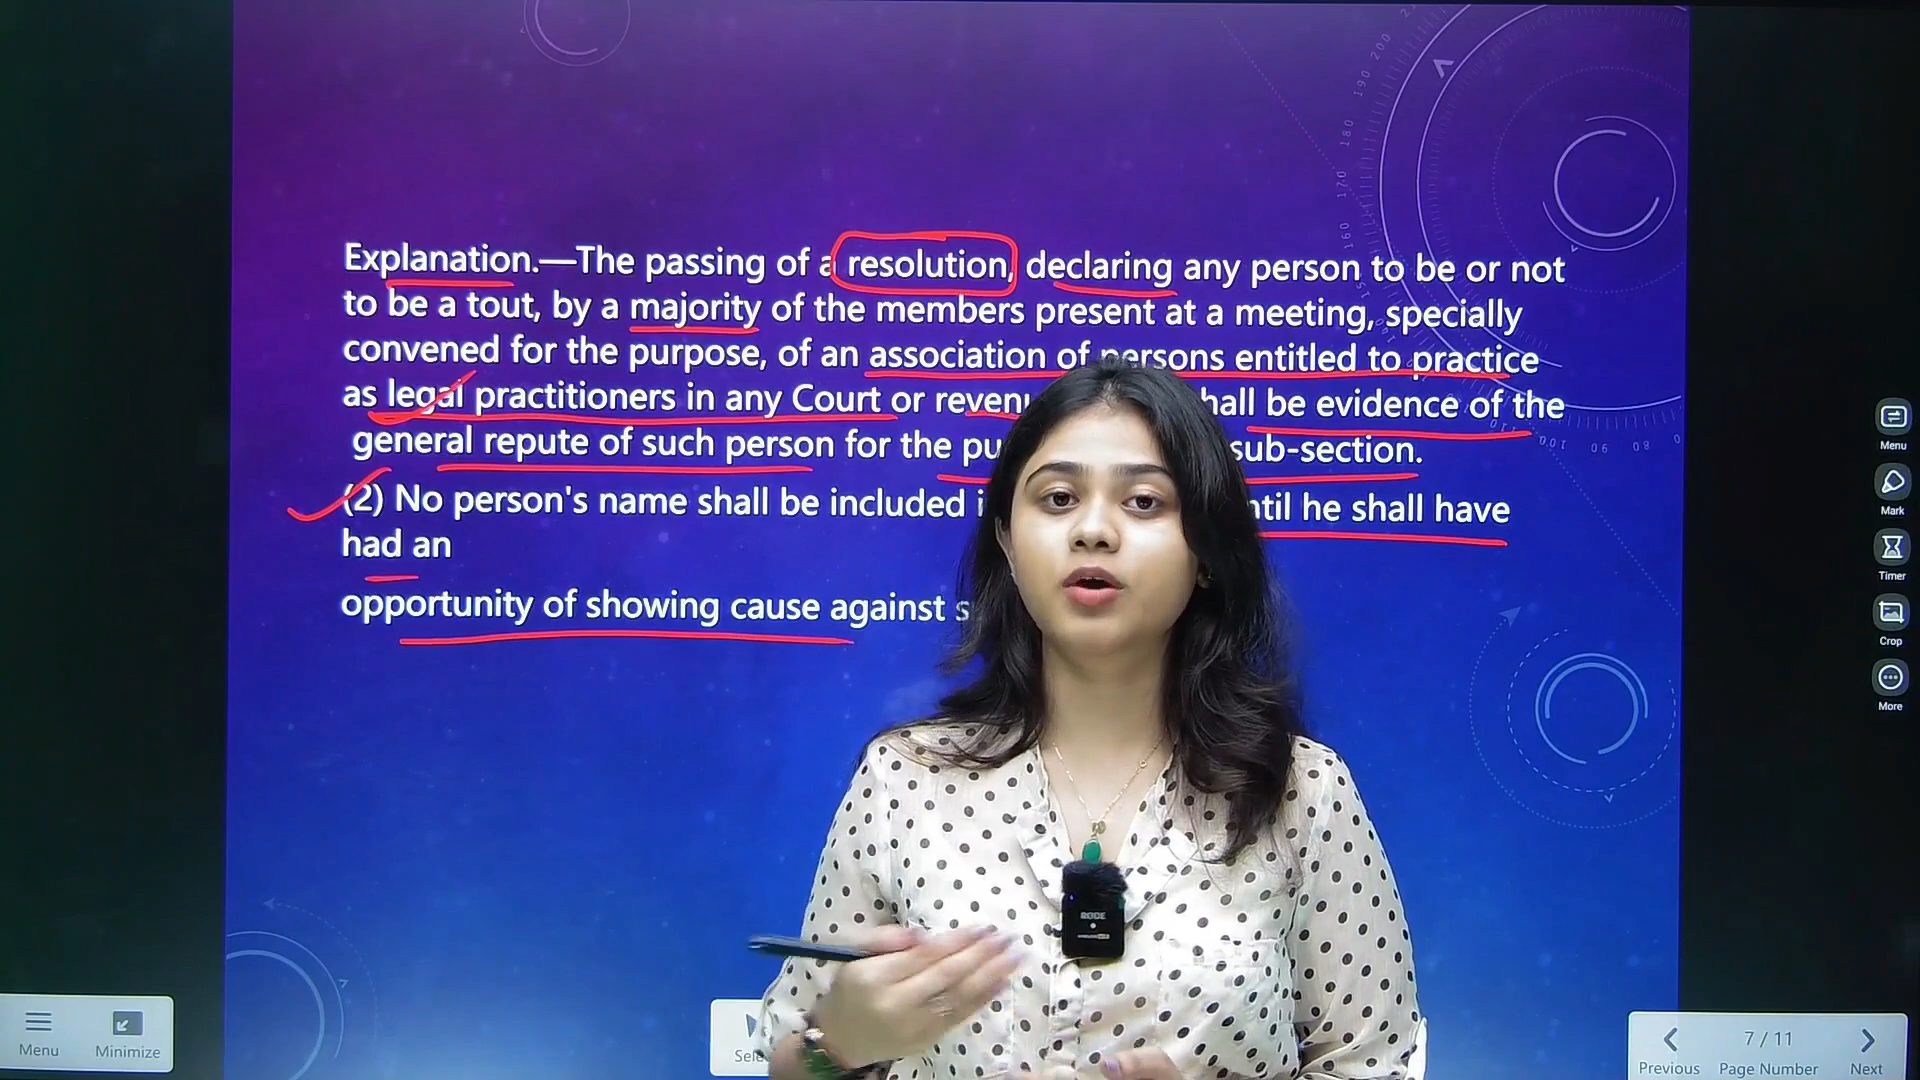 Explanation.—The passing of a resolution, declaring any person to be or not
to be a tout, by a majority of the members present at a meeting, specially
convened for the purpose, of an association of persons entitled to practice
as legal practitioners in any Court or shall be evidence of the
general repute of such person for the sub-section.
(2) No person's name shall be included he shall have
had an
opportunity of showing cause against
Menu
Mark
Timer
Crop
More
RØDE
Menu
Minimize
7 / 11
Previous
Page Number
Next